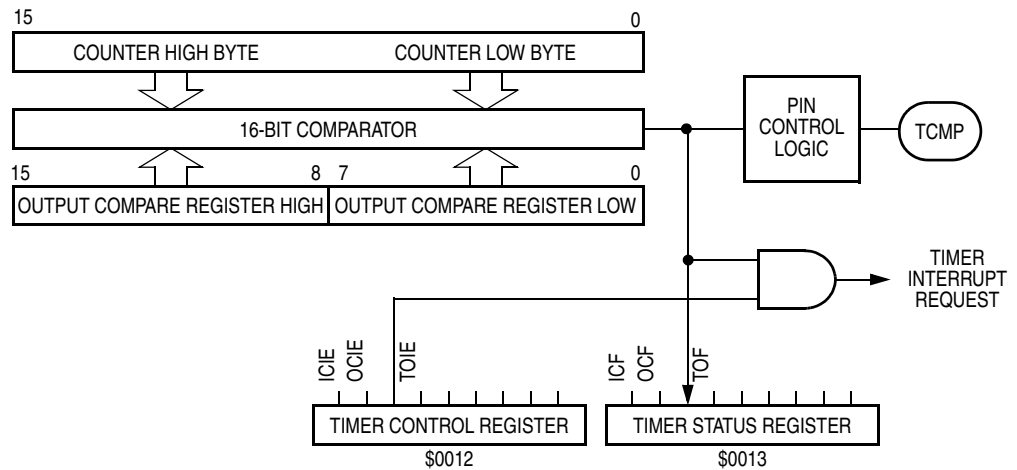 15 0
COUNTER HIGH BYTE COUNTER LOW BYTE
16-BIT COMPARATOR
PIN
CONTROL
LOGIC
TCMP
15 8 7 0
OUTPUT COMPARE REGISTER HIGH OUTPUT COMPARE REGISTER LOW
TIMER
INTERRUPT
REQUEST
ICIE
OCIE
TOIE
ICF
OCF
TOF
TIMER CONTROL REGISTER
$0012
TIMER STATUS REGISTER
$0013